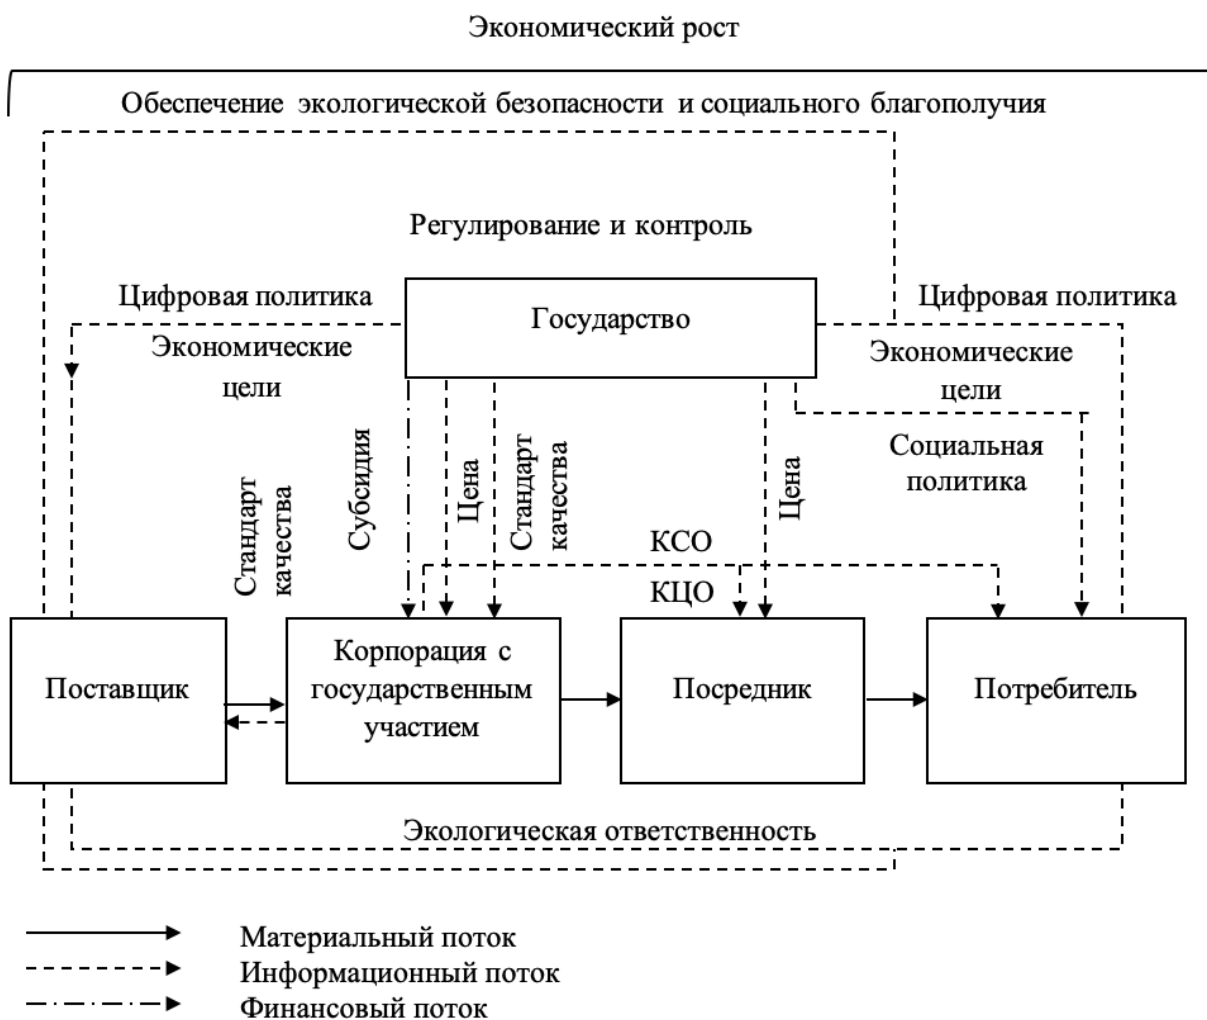 Экономический рост
Обеспечение экологической безопасности и социального благополучия
Регулирование и контроль
Цифровая политика
Экономические
цели
Государство
Цифровая политика
Экономические
цели
Социальная
политика
Стандарт
качества
Субсидия
Цена
Стандарт
качества
Цена
КСО
КЦО
Поставщик
Корпорация с
государственным
участием
Посредник
Потребитель
Экологическая ответственность
Материальный поток
Информационный поток
Финансовый поток